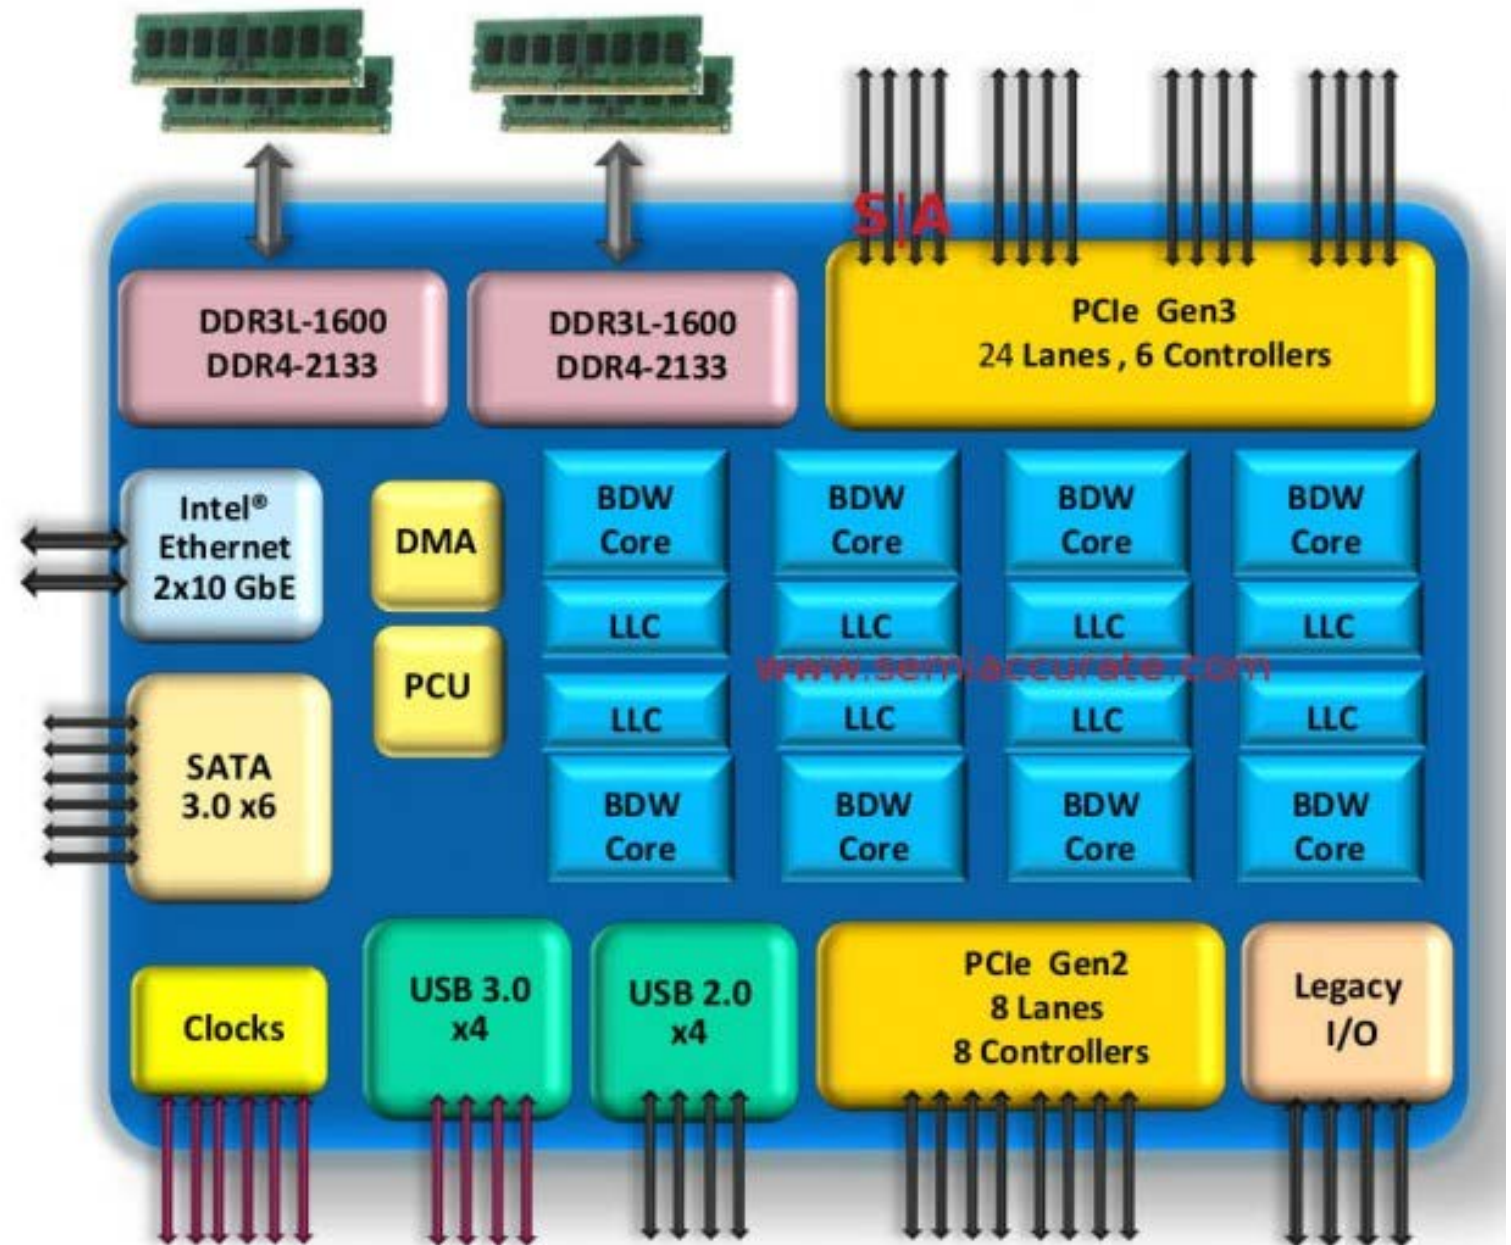 S|A
DDR3L-1600
DDR4-2133
DDR3L-1600
DDR4-2133
PCIe Gen3
24 Lanes , 6 Controllers
Intel®
Ethernet
2x10 GbE
DMA
PCU
BDW
Core
BDW
Core
BDW
Core
BDW
Core
LLC
LLC
LLC
LLC
www.semiaccurate.com
LLC
LLC
LLC
LLC
BDW
Core
BDW
Core
BDW
Core
BDW
Core
SATA
3.0 x6
Clocks
USB 3.0
x4
USB 2.0
x4
PCIe Gen2
8 Lanes
8 Controllers
Legacy
I/O